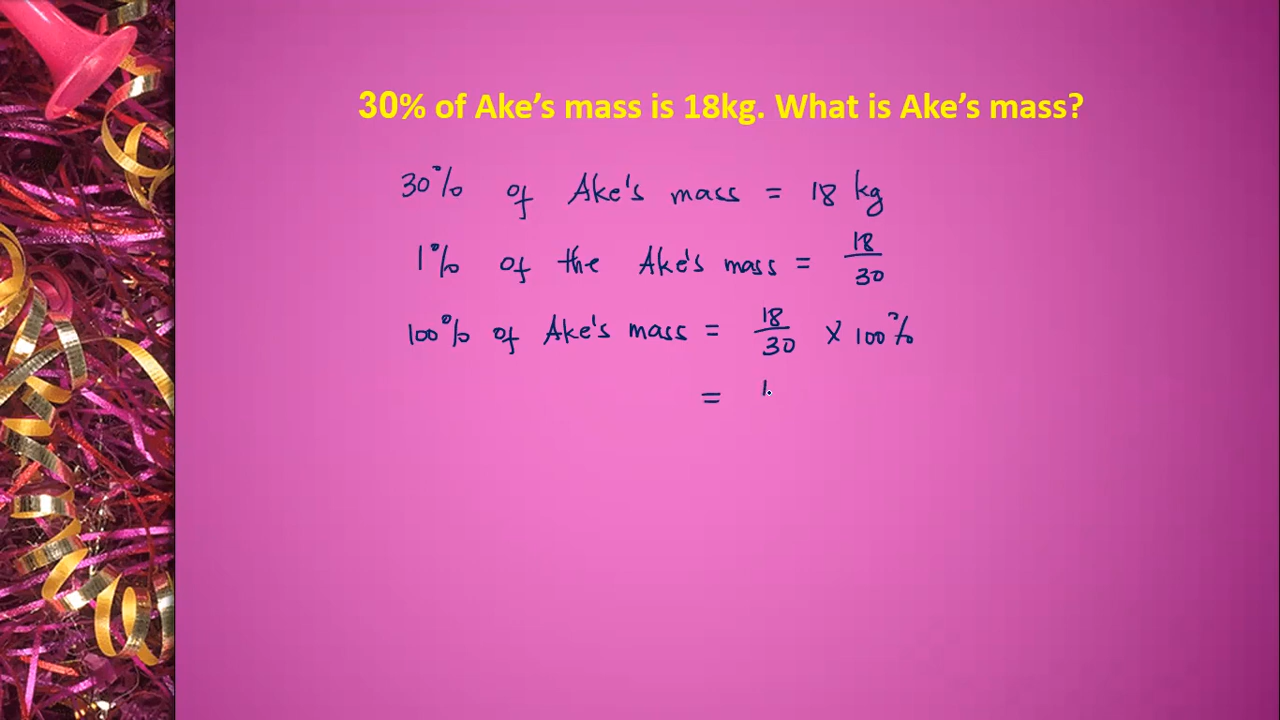 30% of Ake’s mass is 18kg. What is Ake’s mass?
30% of Ake's mass = 18 kg
1% of the Ake's mass = 18/30
100% of Ake's mass = 18/30 × 100%
=